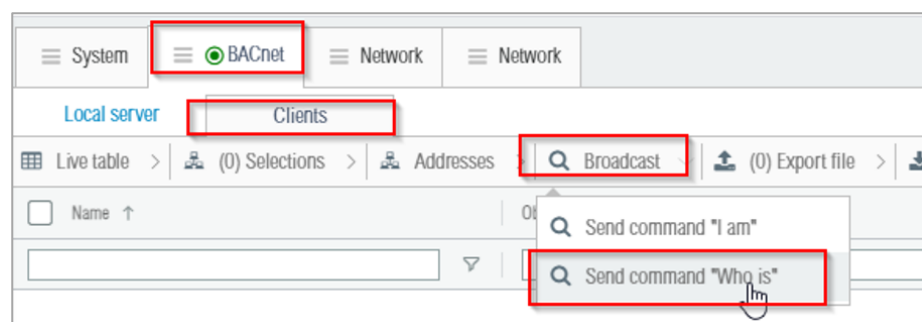 System BACnet Network Network
Local server Clients
Live table (0) Selections Addresses Broadcast (0) Export file
Name
Send command "I am"
Send command "Who is"